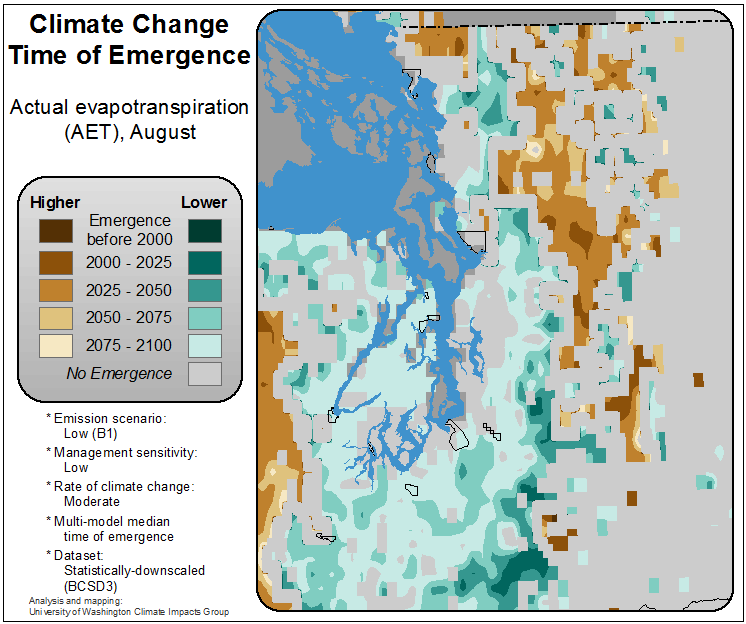 Climate Change
Time of Emergence
Actual evapotranspiration
(AET), August
Higher Lower
Emergence
before 2000
2000 - 2025
2025 - 2050
2050 - 2075
2075 - 2100
No Emergence
* Emission scenario:
Low (B1)
* Management sensitivity:
Low
* Rate of climate change:
Moderate
* Multi-model median
time of emergence
* Dataset:
Statistically-downscaled
(BCSD3)
Analysis and mapping:
University of Washington Climate Impacts Group